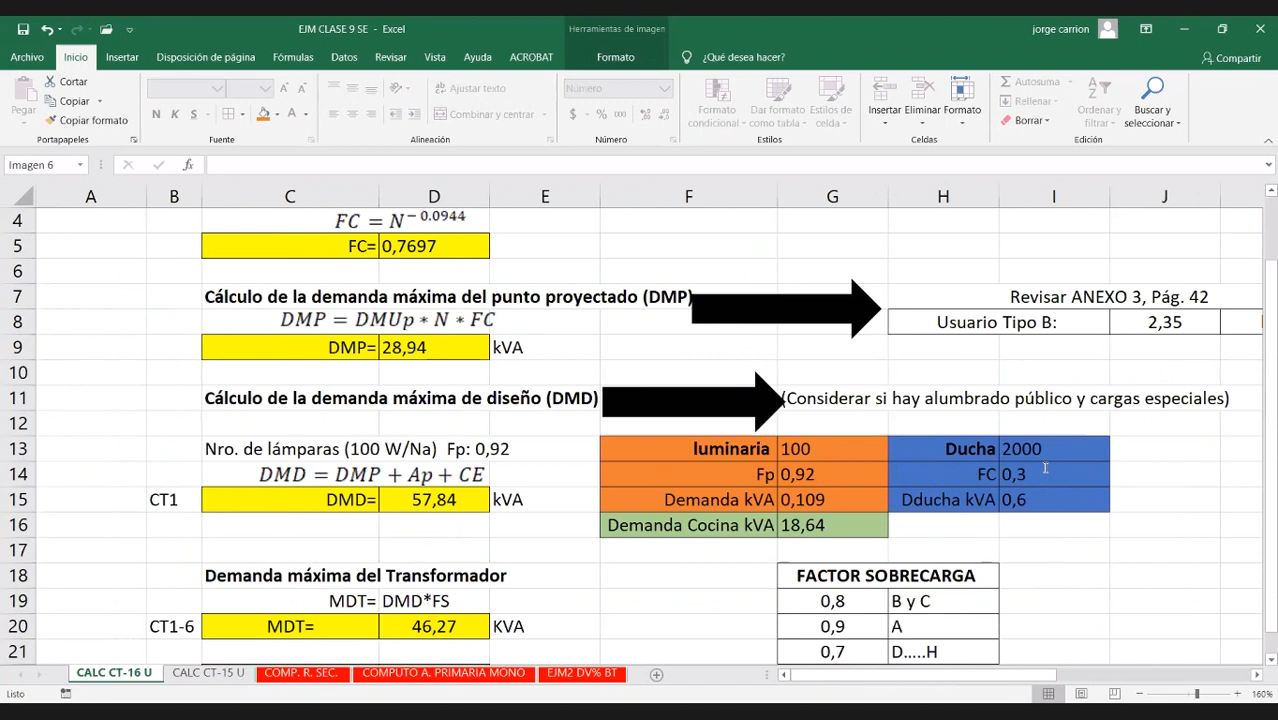 EJM CLASE 9 SE - Excel
Herramientas de imagen
jorge carrion
Archivo Inicio Insertar Disposición de página Fórmulas Datos Revisar Vista Ayuda ACROBAT Formato ¿Qué desea hacer? Compartir
Pegar
Cortar
Copiar
Copiar formato
Portapapeles
N K S
Fuente
Ajustar texto
Combinar y centrar
Alineación
Número
$ % 000
Número
Formato condicional
Dar formato como tabla
Estilos de celda
Estilos
Insertar Eliminar Formato
Celdas
Autosuma
Rellenar
Borrar
Ordenar y filtrar
Buscar y seleccionar
Edición
Imagen 6 fx
A B C D E F G H I J
4 FC = N^− 0.0944
5 FC= 0,7697
6
7 Cálculo de la demanda máxima del punto proyectado (DMP) Revisar ANEXO 3, Pág. 42
8 DMP = DMUp * N * FC Usuario Tipo B: 2,35
9 DMP= 28,94 kVA
10
11 Cálculo de la demanda máxima de diseño (DMD) (Considerar si hay alumbrado público y cargas especiales)
12
13 Nro. de lámparas (100 W/Na) Fp: 0,92 luminaria 100 Ducha 2000
14 DMD = DMP + Ap + CE Fp 0,92 FC 0,3
15 CT1 DMD= 57,84 kVA Demanda kVA 0,109 Dducha kVA 0,6
16 Demanda Cocina kVA 18,64
17
18 Demanda máxima del Transformador FACTOR SOBRECARGA
19 MDT= DMD*FS 0,8 B y C
20 CT1-6 MDT= 46,27 KVA 0,9 A
21 0,7 D.....H
CALC CT-16 U CALC CT-15 U COMP. R. SEC. COMPUTO A. PRIMARIA MONO EJM2 DV% BT
Listo 160%